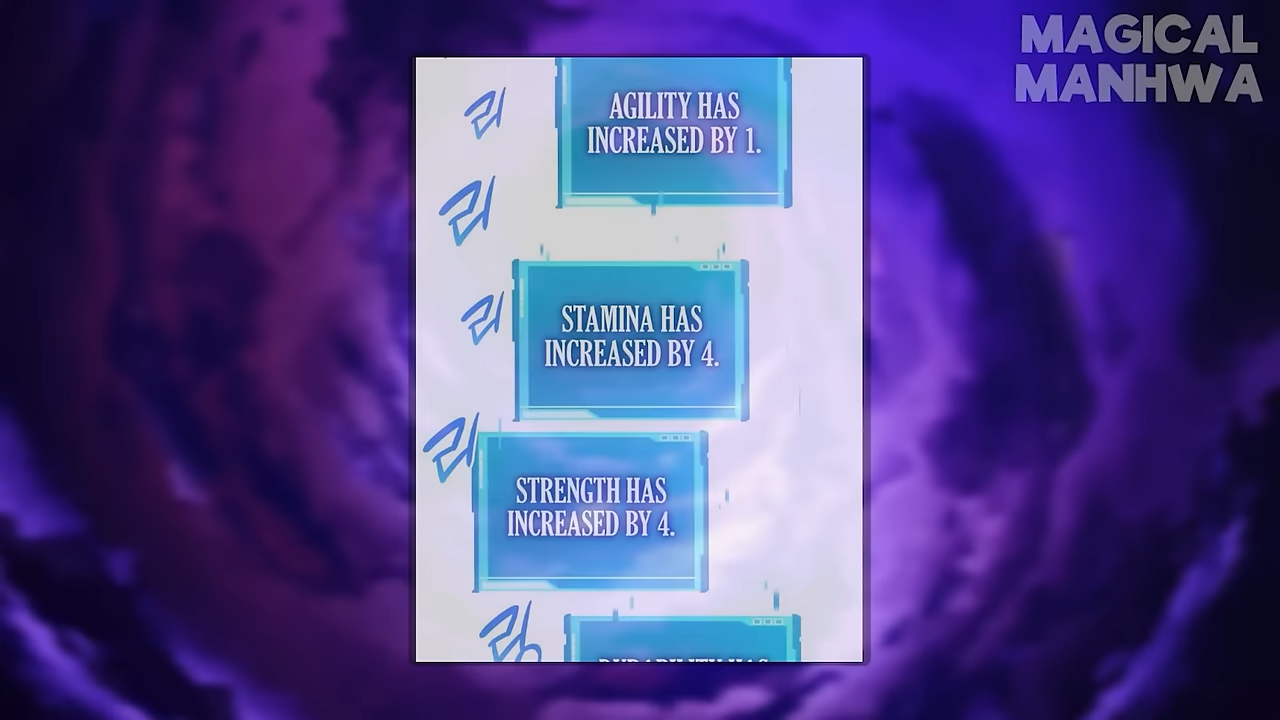 MAGICAL
MANHWA
AGILITY HAS
INCREASED BY 1.
리
리
STAMINA HAS
INCREASED BY 4.
리
리
STRENGTH HAS
INCREASED BY 4.
링